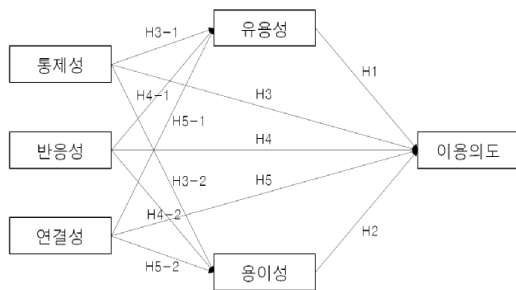 H3-1
유용성
통제성
H1
H4-1
H3
H5-1
반응성
H4
이용의도
H3-2
H5
H4-2
연결성
H2
H5-2
용이성